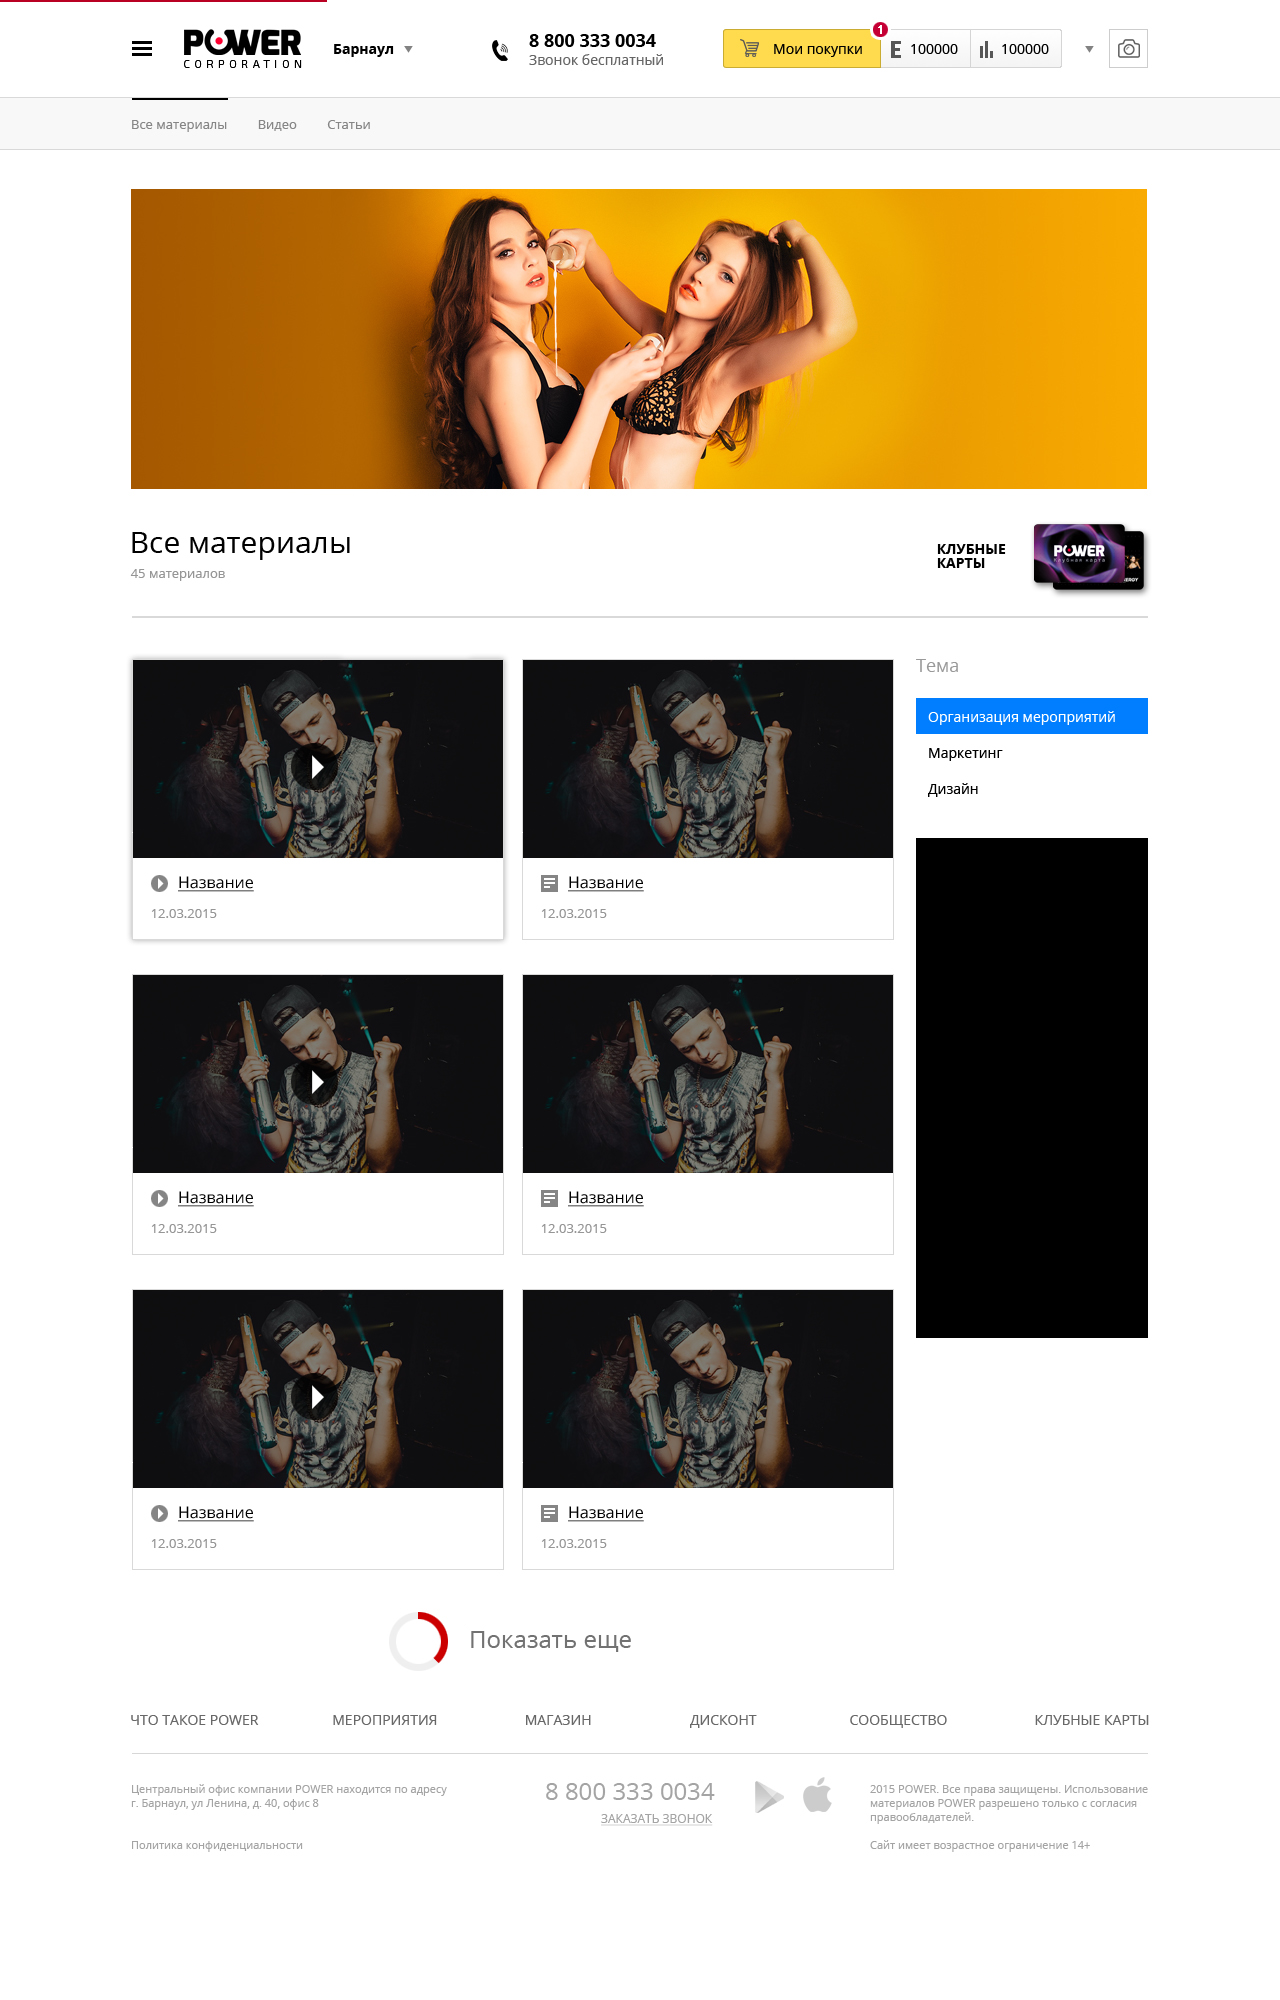 POWER
CORPORATION
Барнаул
8 800 333 0034
Звонок бесплатный
Мои покупки
1
E 100000
100000
Все материалы
Видео
Статьи
Все материалы
45 материалов
КЛУБНЫЕ
КАРТЫ
POWER
Клубная карта
Тема
Организация мероприятий
Маркетинг
Дизайн
Название
12.03.2015
Название
12.03.2015
Название
12.03.2015
Название
12.03.2015
Название
12.03.2015
Название
12.03.2015
Показать еще
ЧТО ТАКОЕ POWER
МЕРОПРИЯТИЯ
МАГАЗИН
ДИСКОНТ
СООБЩЕСТВО
КЛУБНЫЕ КАРТЫ
Центральный офис компании POWER находится по адресу
г. Барнаул, ул Ленина, д. 40, офис 8
Политика конфиденциальности
8 800 333 0034
ЗАКАЗАТЬ ЗВОНОК
2015 POWER. Все права защищены. Использование
материалов POWER разрешено только с согласия
правообладателей.
Сайт имеет возрастное ограничение 14+